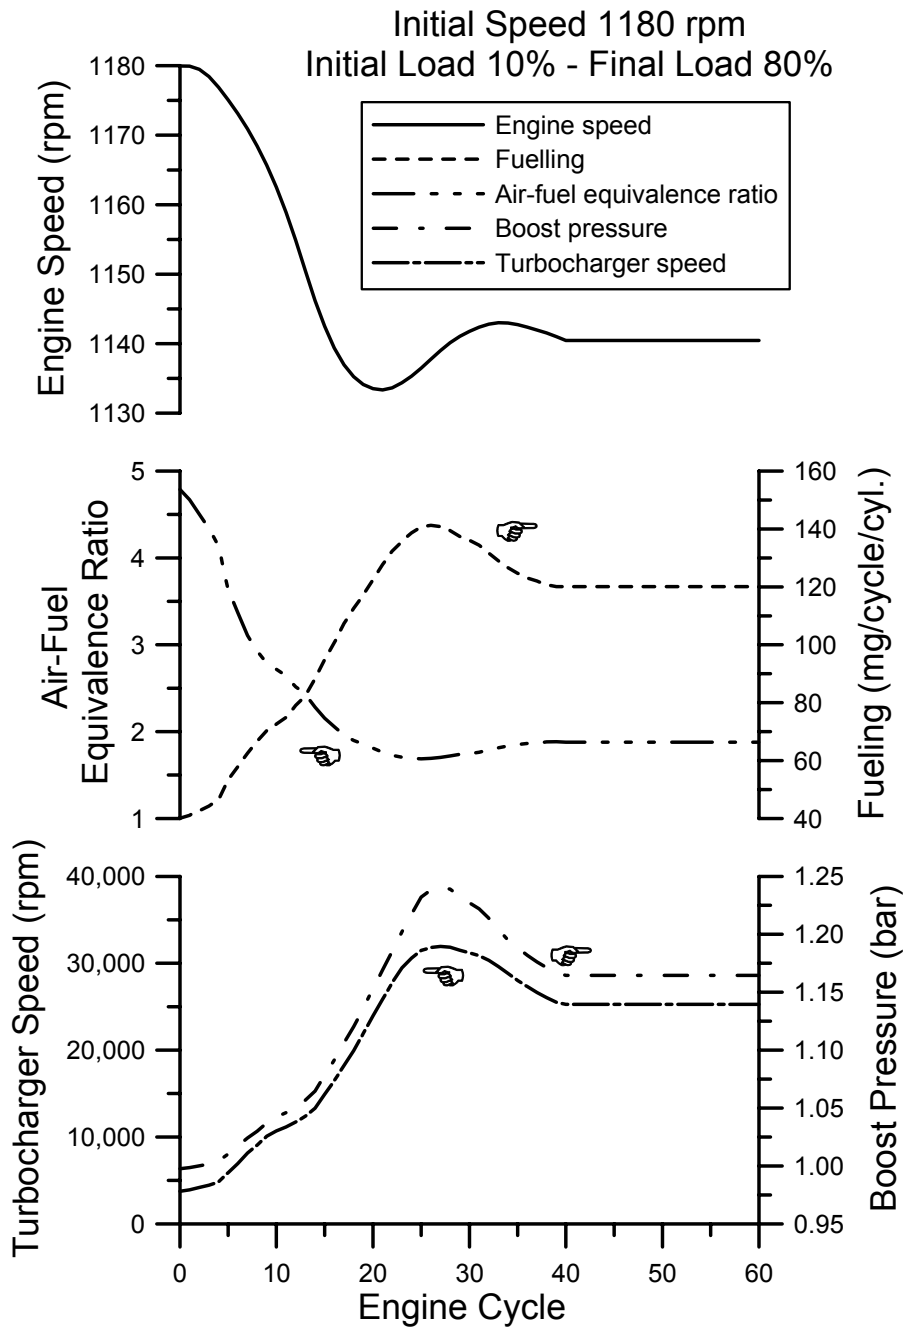 Initial Speed 1180 rpm
Initial Load 10% - Final Load 80%
Engine speed
Fuelling
Air-fuel equivalence ratio
Boost pressure
Turbocharger speed
Engine Speed (rpm)
1180
1170
1160
1150
1140
1130
Air-Fuel
Equivalence Ratio
5
4
3
2
1
160
140
120
100
80
60
40
Fueling (mg/cycle/cyl.)
Turbocharger Speed (rpm)
40,000
30,000
20,000
10,000
0
1.25
1.20
1.15
1.10
1.05
1.00
0.95
Boost Pressure (bar)
0 10 20 30 40 50 60
Engine Cycle